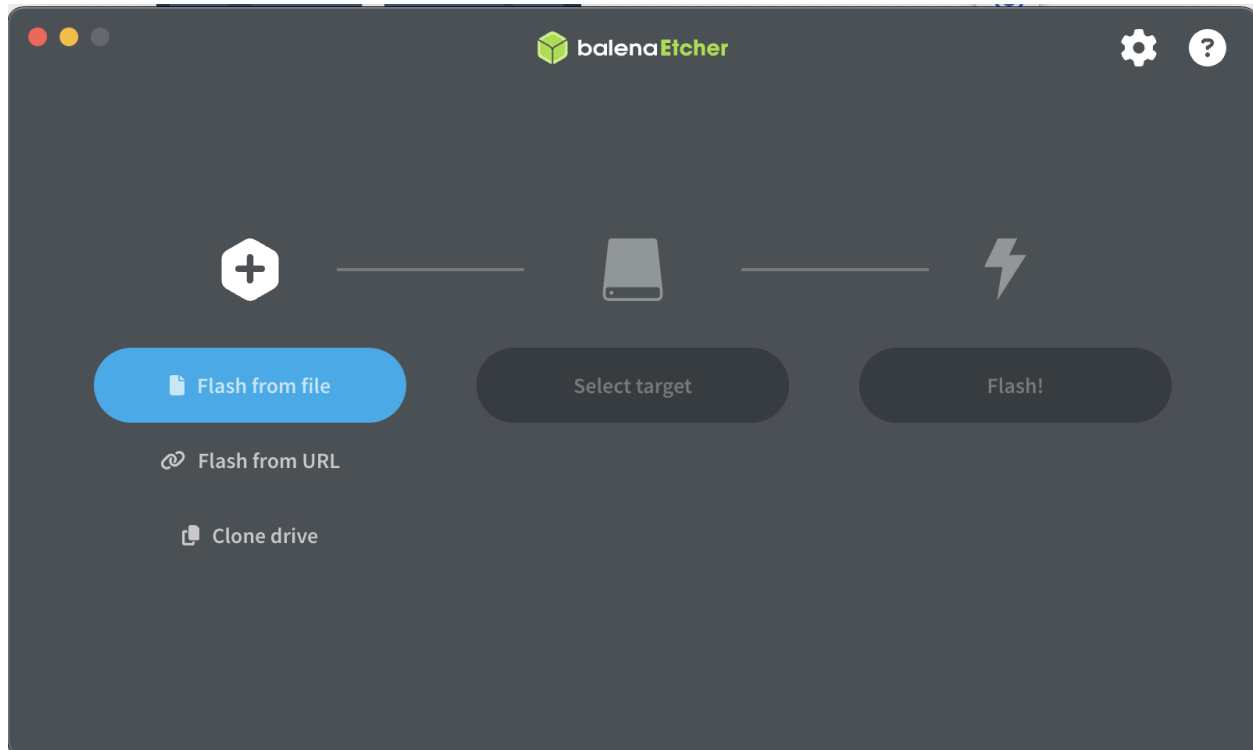 balenaEtcher
?
Flash from file
Select target
Flash!
Flash from URL
Clone drive